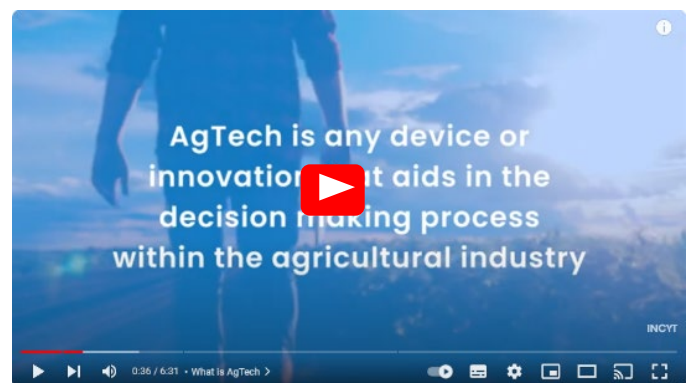 AgTech is any device or
innovation t aids in the
decision making process
within the agricultural industry
INCYT
0:36 / 6:31 • What is AgTech >